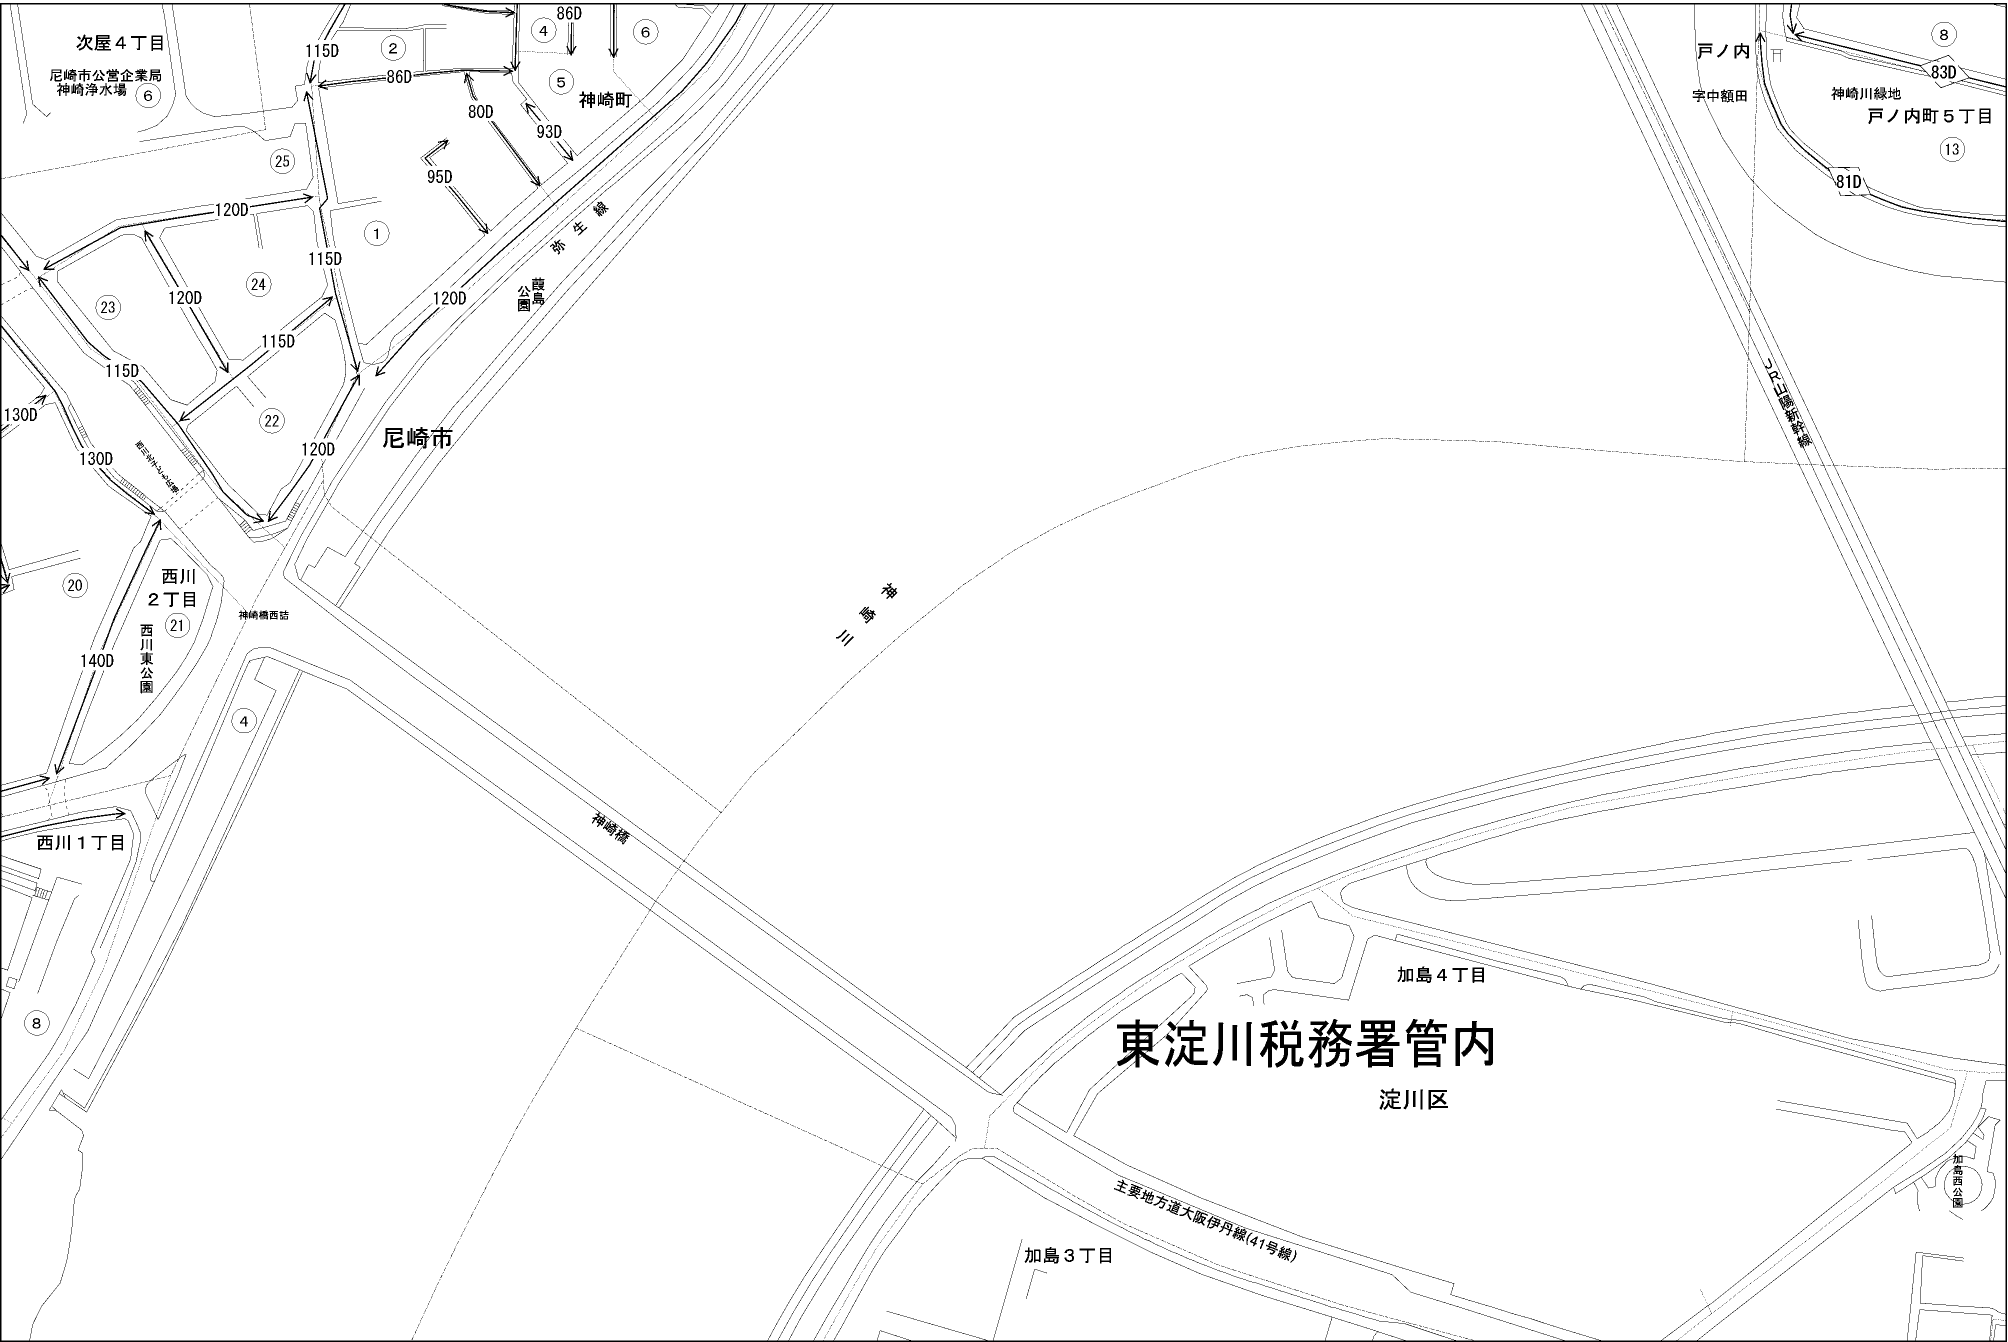 次屋４丁目
尼崎市公営企業局
神崎浄水場
6
115D
2
86D
86D
4
6
5
神崎町
80D
93D
95D
25
120D
1
115D
24
23
120D
115D
120D
115D
22
120D
130D
130D
弥生線
葭島
公園
尼崎市
20
西川
２丁目
21
西川東公園
140D
神崎橋西詰
4
西川１丁目
8
神崎橋
神崎川
戸ノ内
字中額田
8
83D
神崎川緑地
戸ノ内町５丁目
13
81D
JR山陽新幹線
加島４丁目
東淀川税務署管内
淀川区
加島西公園
主要地方道大阪伊丹線(41号線)
加島３丁目